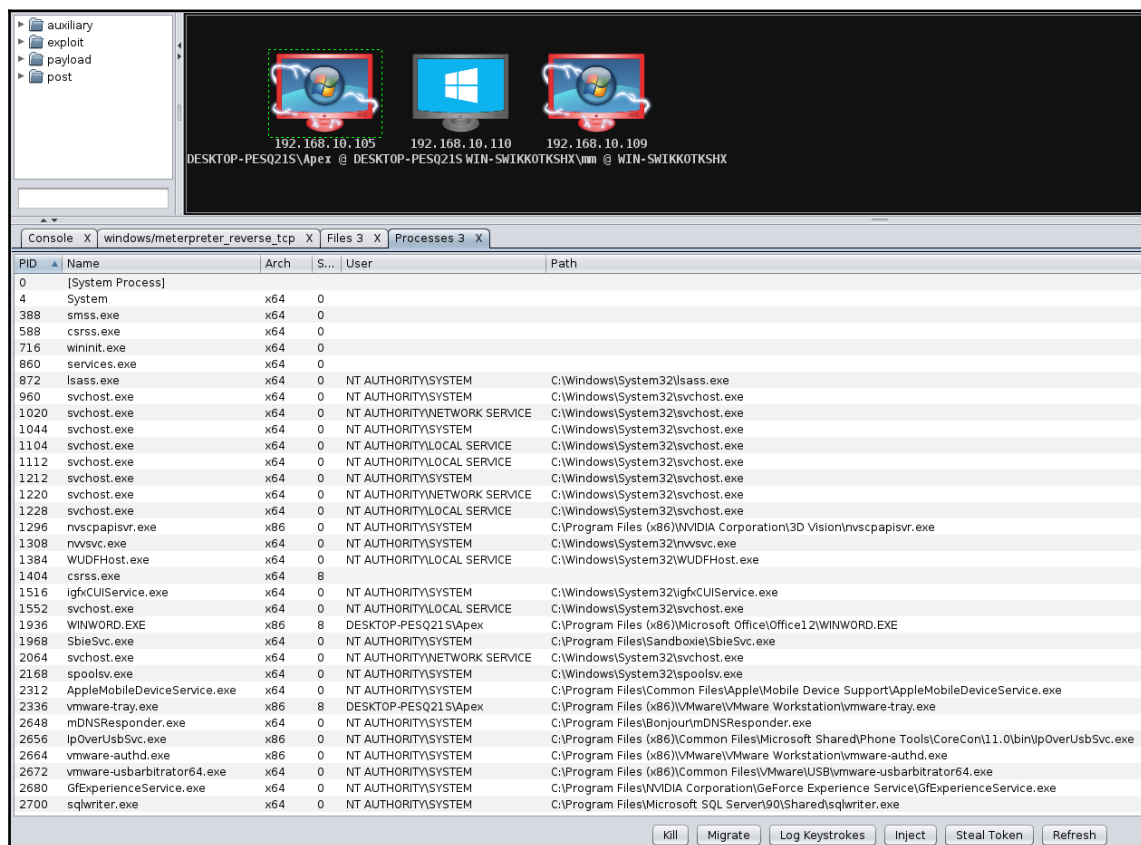 auxiliary
exploit
payload
post
192.168.10.105 192.168.10.110 192.168.10.109
DESKTOP-PESQ21S\Apex @ DESKTOP-PESQ21S WIN-SWIKKOTKSHX\mm @ WIN-SWIKKOTKSHX
Console X windows/meterpreter_reverse_tcp X Files 3 X Processes 3 X
PID Name Arch S... User Path
0 [System Process]
4 System x64 0
388 smss.exe x64 0
588 csrss.exe x64 0
716 wininit.exe x64 0
860 services.exe x64 0
872 lsass.exe x64 0 NT AUTHORITY\SYSTEM C:\Windows\System32\lsass.exe
960 svchost.exe x64 0 NT AUTHORITY\SYSTEM C:\Windows\System32\svchost.exe
1020 svchost.exe x64 0 NT AUTHORITY\NETWORK SERVICE C:\Windows\System32\svchost.exe
1044 svchost.exe x64 0 NT AUTHORITY\SYSTEM C:\Windows\System32\svchost.exe
1104 svchost.exe x64 0 NT AUTHORITY\LOCAL SERVICE C:\Windows\System32\svchost.exe
1112 svchost.exe x64 0 NT AUTHORITY\LOCAL SERVICE C:\Windows\System32\svchost.exe
1212 svchost.exe x64 0 NT AUTHORITY\SYSTEM C:\Windows\System32\svchost.exe
1220 svchost.exe x64 0 NT AUTHORITY\NETWORK SERVICE C:\Windows\System32\svchost.exe
1228 svchost.exe x64 0 NT AUTHORITY\LOCAL SERVICE C:\Windows\System32\svchost.exe
1296 nvscpapisvr.exe x86 0 NT AUTHORITY\SYSTEM C:\Program Files (x86)\NVIDIA Corporation\3D Vision\nvscpapisvr.exe
1308 nvvsvc.exe x64 0 NT AUTHORITY\SYSTEM C:\Windows\System32\nvvsvc.exe
1384 WUDFHost.exe x64 0 NT AUTHORITY\LOCAL SERVICE C:\Windows\System32\WUDFHost.exe
1404 csrss.exe x64 8
1516 igfxCUIService.exe x64 0 NT AUTHORITY\SYSTEM C:\Windows\System32\igfxCUIService.exe
1552 svchost.exe x64 0 NT AUTHORITY\LOCAL SERVICE C:\Windows\System32\svchost.exe
1936 WINWORD.EXE x86 8 DESKTOP-PESQ21S\Apex C:\Program Files (x86)\Microsoft Office\Office12\WINWORD.EXE
1968 SbieSvc.exe x64 0 NT AUTHORITY\SYSTEM C:\Program Files\Sandboxie\SbieSvc.exe
2064 svchost.exe x64 0 NT AUTHORITY\NETWORK SERVICE C:\Windows\System32\svchost.exe
2168 spoolsv.exe x64 0 NT AUTHORITY\SYSTEM C:\Windows\System32\spoolsv.exe
2312 AppleMobileDeviceService.exe x64 0 NT AUTHORITY\SYSTEM C:\Program Files\Common Files\Apple\Mobile Device Support\AppleMobileDeviceService.exe
2336 vmware-tray.exe x86 8 DESKTOP-PESQ21S\Apex C:\Program Files (x86)\VMware\VMware Workstation\vmware-tray.exe
2648 mDNSResponder.exe x64 0 NT AUTHORITY\SYSTEM C:\Program Files\Bonjour\mDNSResponder.exe
2656 IpOverUsbSvc.exe x86 0 NT AUTHORITY\SYSTEM C:\Program Files (x86)\Common Files\Microsoft Shared\Phone Tools\CoreCon\11.0\bin\IpOverUsbSvc.exe
2664 vmware-authd.exe x86 0 NT AUTHORITY\SYSTEM C:\Program Files (x86)\VMware\VMware Workstation\vmware-authd.exe
2672 vmware-usbarbitrator64.exe x64 0 NT AUTHORITY\SYSTEM C:\Program Files (x86)\Common Files\VMware\USB\vmware-usbarbitrator64.exe
2680 GfExperienceService.exe x64 0 NT AUTHORITY\SYSTEM C:\Program Files\NVIDIA Corporation\GeForce Experience Service\GfExperienceService.exe
2700 sqlwriter.exe x64 0 NT AUTHORITY\SYSTEM C:\Program Files\Microsoft SQL Server\90\Shared\sqlwriter.exe
Kill Migrate Log Keystrokes Inject Steal Token Refresh